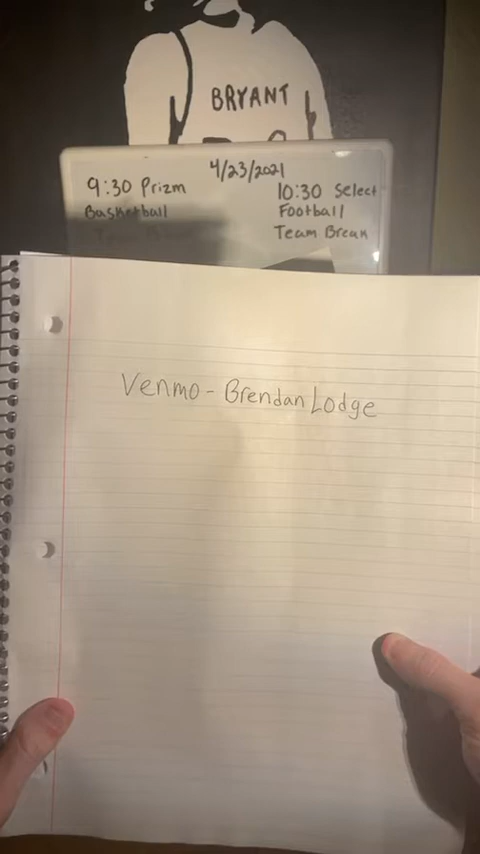 BRYANT
4/23/2021
9:30 Prizm
Basketball
10:30 Select
Football
Team Break
Venmo - Brendan Lodge